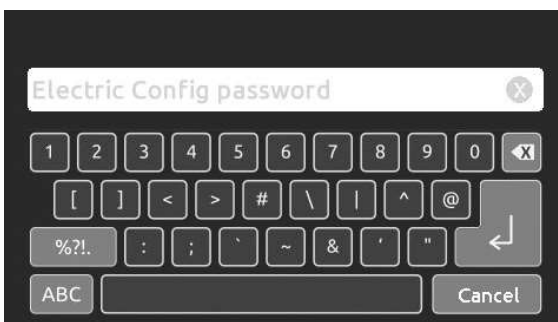 Electric Config password X
1 2 3 4 5 6 7 8 9 0 X
[ ] < > # \ | ^ @
%?!. : ; ` ~ & ' "
ABC Cancel